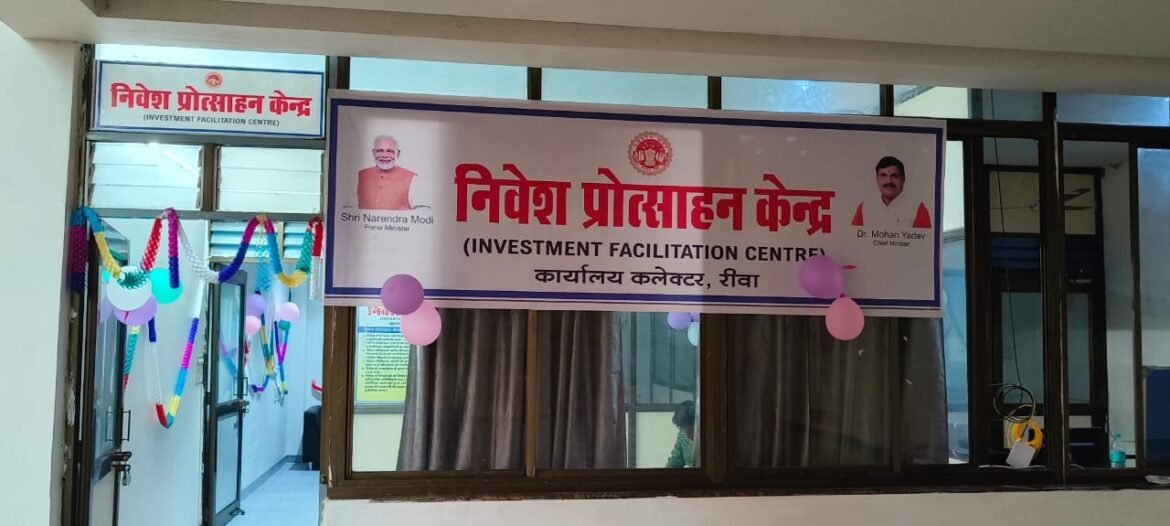 निवेश प्रोत्साहन केन्द्र
(INVESTMENT FACILITATION CENTRE)
निवेश प्रोत्साहन केन्द्र
(INVESTMENT FACILITATION CENTRE)
कार्यालय कलेक्टर, रीवा
Shri Narendra Modi
Prime Minister
Dr. Mohan Yadav
Chief Minister